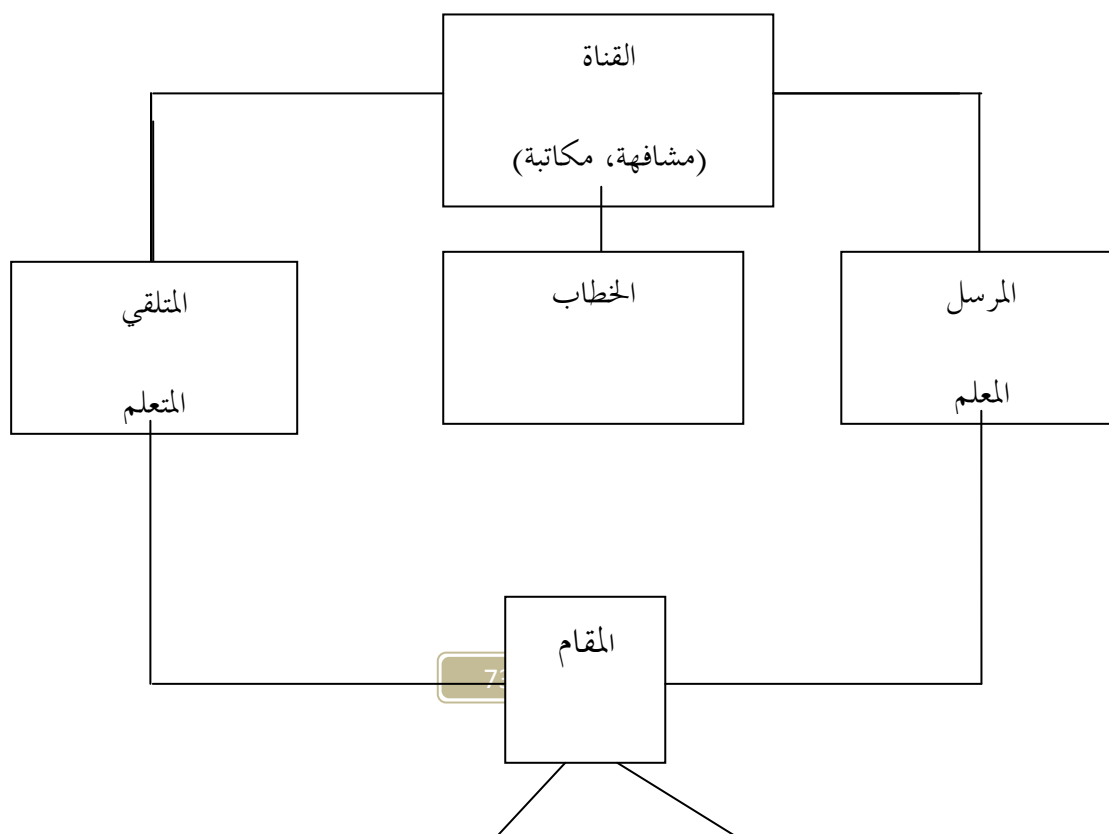 القناة
(مشافهة، مكاتبة)
المرسل
المعلم
الخطاب
المتلقي
المتعلم
المقام